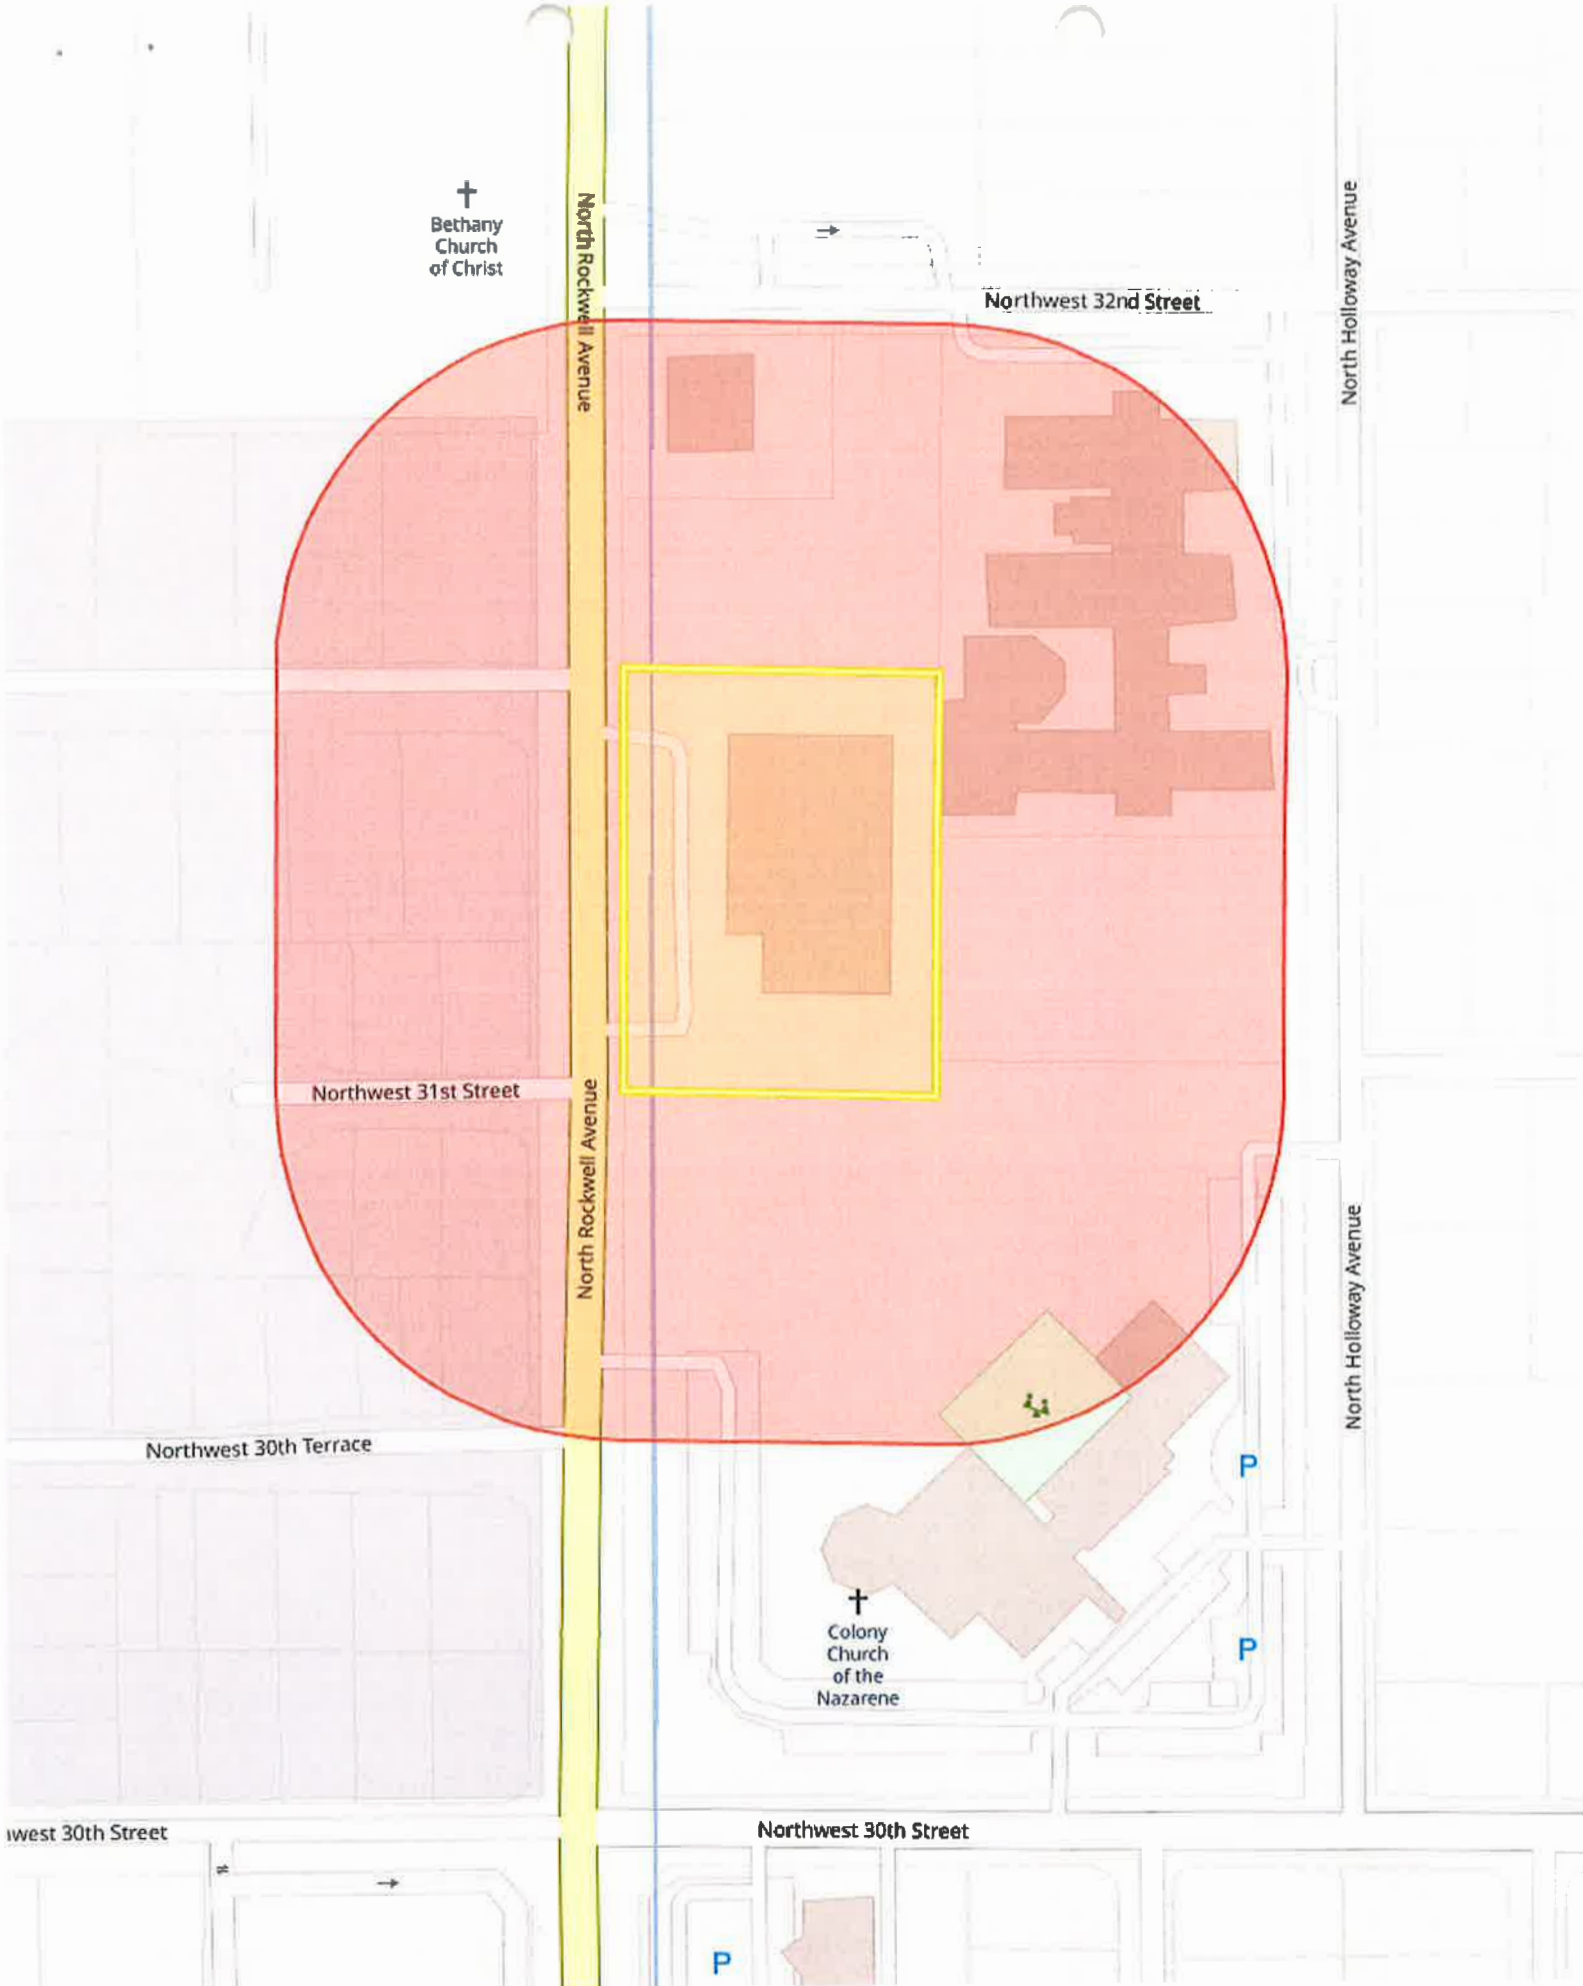 North Rockwell Avenue
North Holloway Avenue
Bethany
Church
of Christ
Northwest 32nd Street
Northwest 31st Street
North Rockwell Avenue
North Holloway Avenue
Northwest 30th Terrace
P
Colony
Church
of the
Nazarene
P
west 30th Street
Northwest 30th Street
P